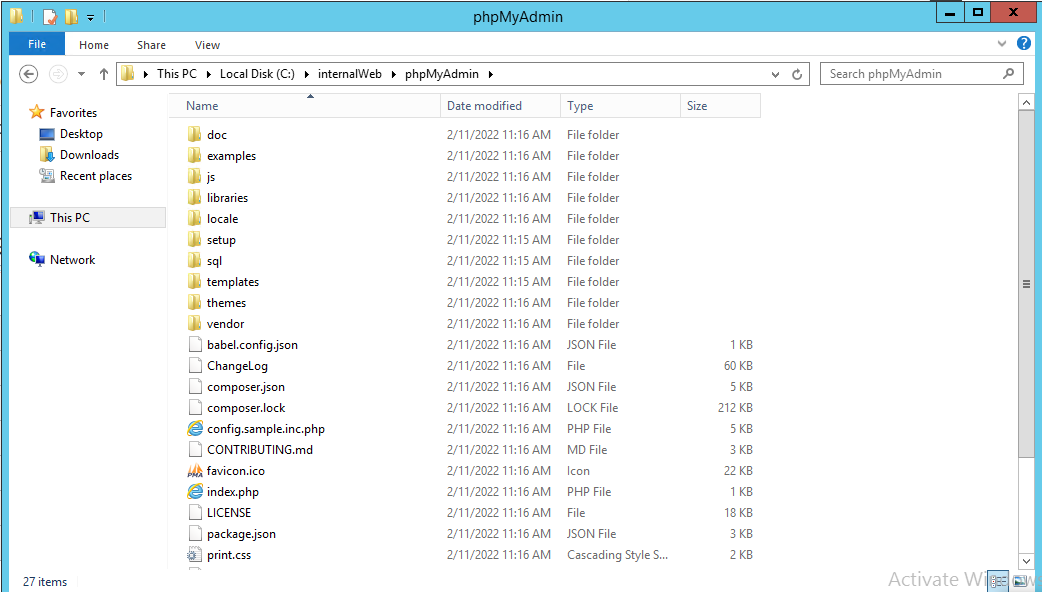 phpMyAdmin
File Home Share View
This PC Local Disk (C:) internalWeb phpMyAdmin Search phpMyAdmin
Name Date modified Type Size
Favorites
Desktop
Downloads
Recent places
This PC
Network
doc 2/11/2022 11:16 AM File folder
examples 2/11/2022 11:16 AM File folder
js 2/11/2022 11:16 AM File folder
libraries 2/11/2022 11:16 AM File folder
locale 2/11/2022 11:16 AM File folder
setup 2/11/2022 11:15 AM File folder
sql 2/11/2022 11:15 AM File folder
templates 2/11/2022 11:15 AM File folder
themes 2/11/2022 11:16 AM File folder
vendor 2/11/2022 11:16 AM File folder
babel.config.json 2/11/2022 11:16 AM JSON File 1 KB
ChangeLog 2/11/2022 11:16 AM File 60 KB
composer.json 2/11/2022 11:16 AM JSON File 5 KB
composer.lock 2/11/2022 11:16 AM LOCK File 212 KB
config.sample.inc.php 2/11/2022 11:16 AM PHP File 5 KB
CONTRIBUTING.md 2/11/2022 11:16 AM MD File 3 KB
favicon.ico 2/11/2022 11:16 AM Icon 22 KB
index.php 2/11/2022 11:16 AM PHP File 1 KB
LICENSE 2/11/2022 11:16 AM File 18 KB
package.json 2/11/2022 11:16 AM JSON File 3 KB
print.css 2/11/2022 11:16 AM Cascading Style S... 2 KB
27 items
Activate Windows